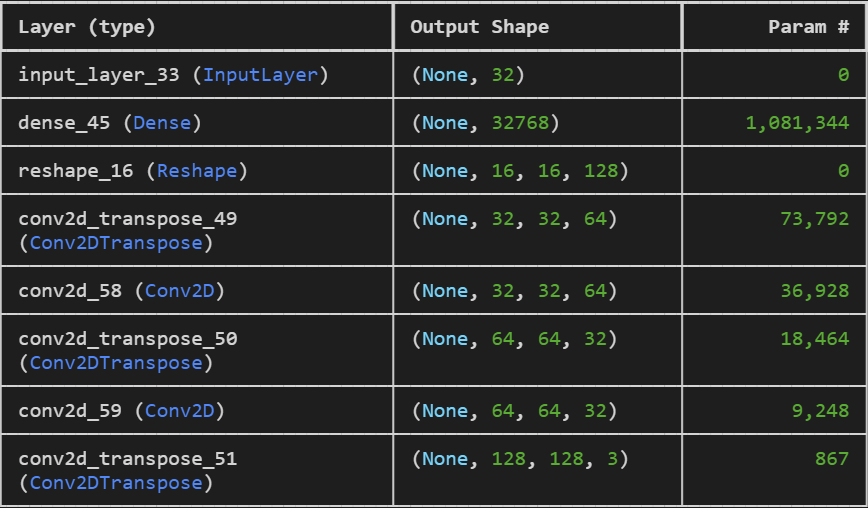 Layer (type) Output Shape Param #
input_layer_33 (InputLayer) (None, 32) 0
dense_45 (Dense) (None, 32768) 1,081,344
reshape_16 (Reshape) (None, 16, 16, 128) 0
conv2d_transpose_49 (None, 32, 32, 64) 73,792
(Conv2DTranspose)
conv2d_58 (Conv2D) (None, 32, 32, 64) 36,928
conv2d_transpose_50 (None, 64, 64, 32) 18,464
(Conv2DTranspose)
conv2d_59 (Conv2D) (None, 64, 64, 32) 9,248
conv2d_transpose_51 (None, 128, 128, 3) 867
(Conv2DTranspose)